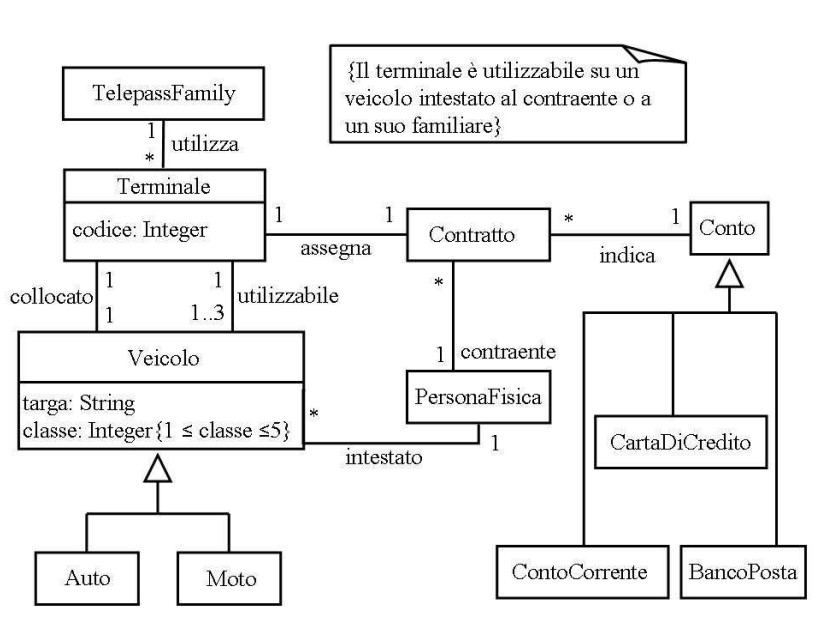 {Il terminale è utilizzabile su un
veicolo intestato al contraente o a
un suo familiare}
TelepassFamily
1
utilizza
*
Terminale
codice: Integer
1
assegna
1
Contratto
*
indica
1
Conto
collocato
1
1
1
utilizzabile
1..3
*
1
contraente
Veicolo
targa: String
classe: Integer{1 ≤ classe ≤5}
PersonaFisica
*
intestato
1
CartaDiCredito
Auto
Moto
ContoCorrente
BancoPosta